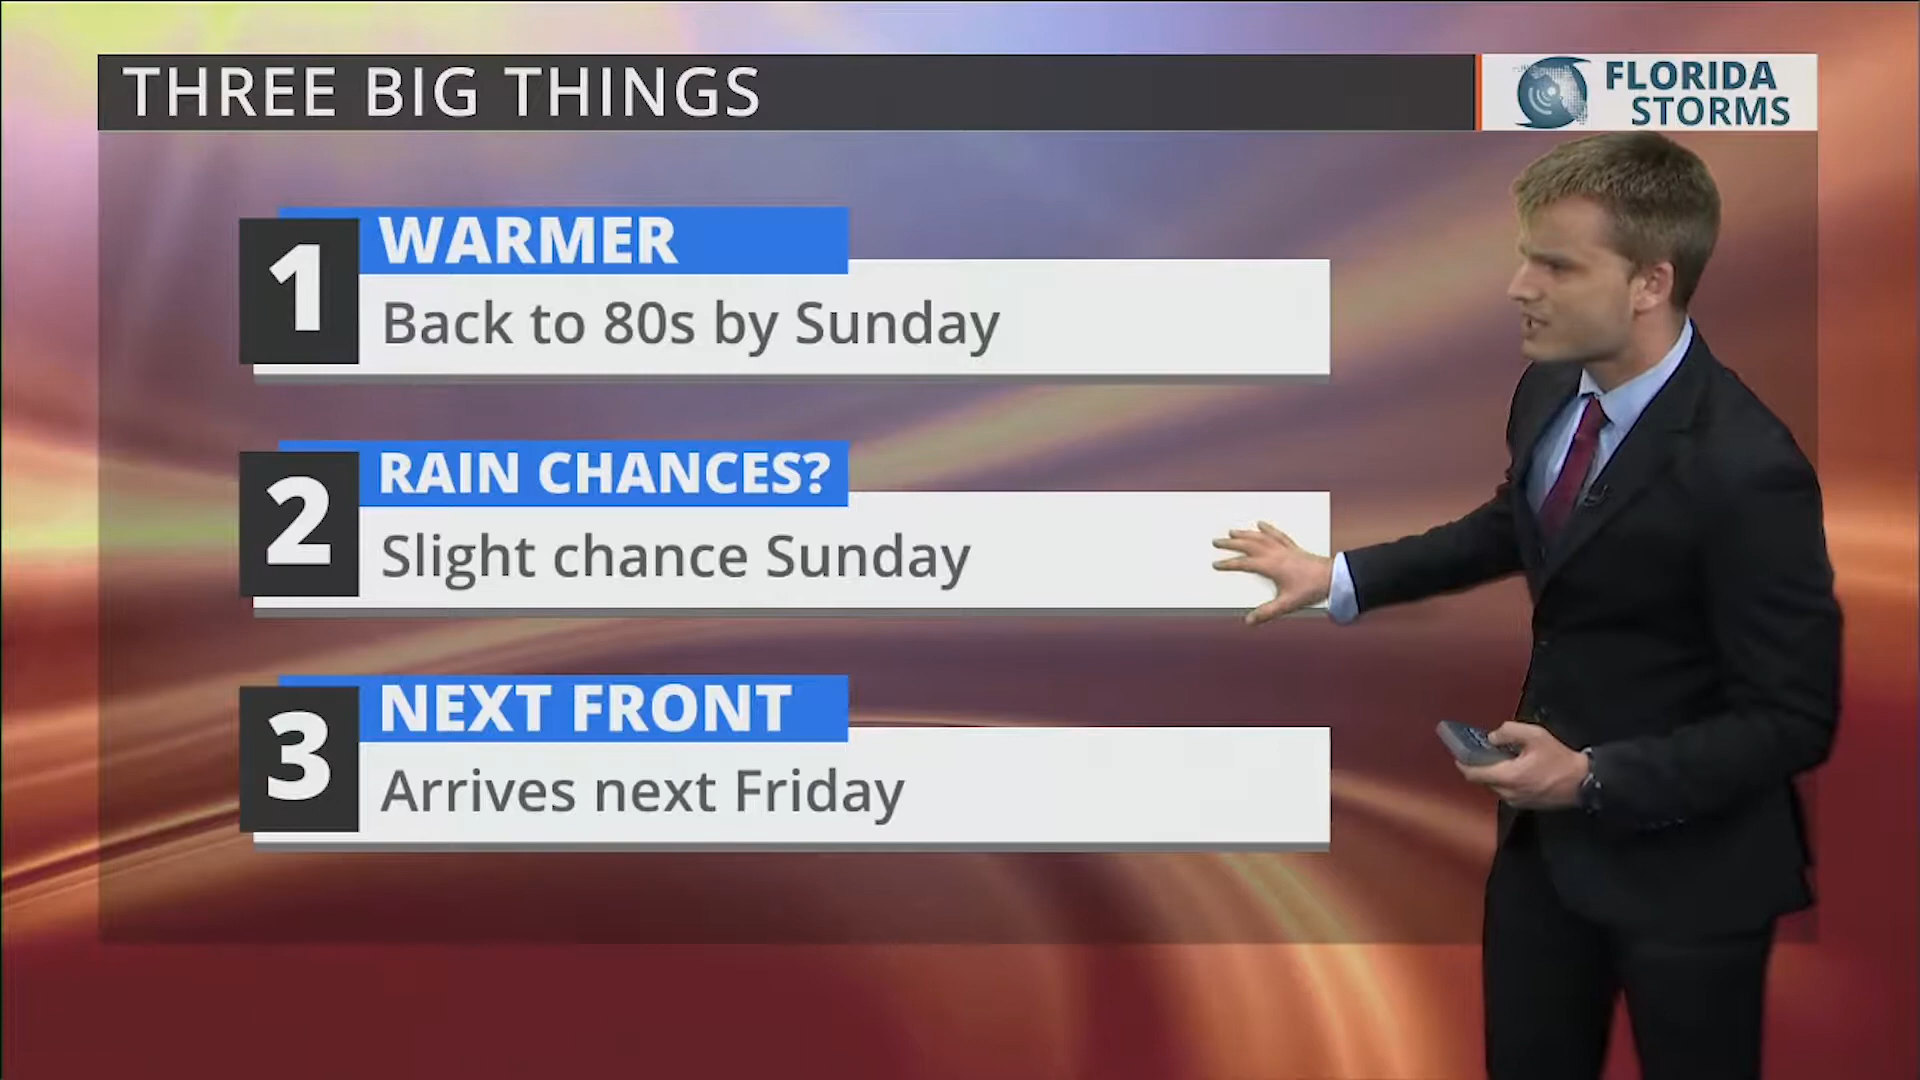 THREE BIG THINGS
FLORIDA
STORMS
1
WARMER
Back to 80s by Sunday
2
RAIN CHANCES?
Slight chance Sunday
3
NEXT FRONT
Arrives next Friday